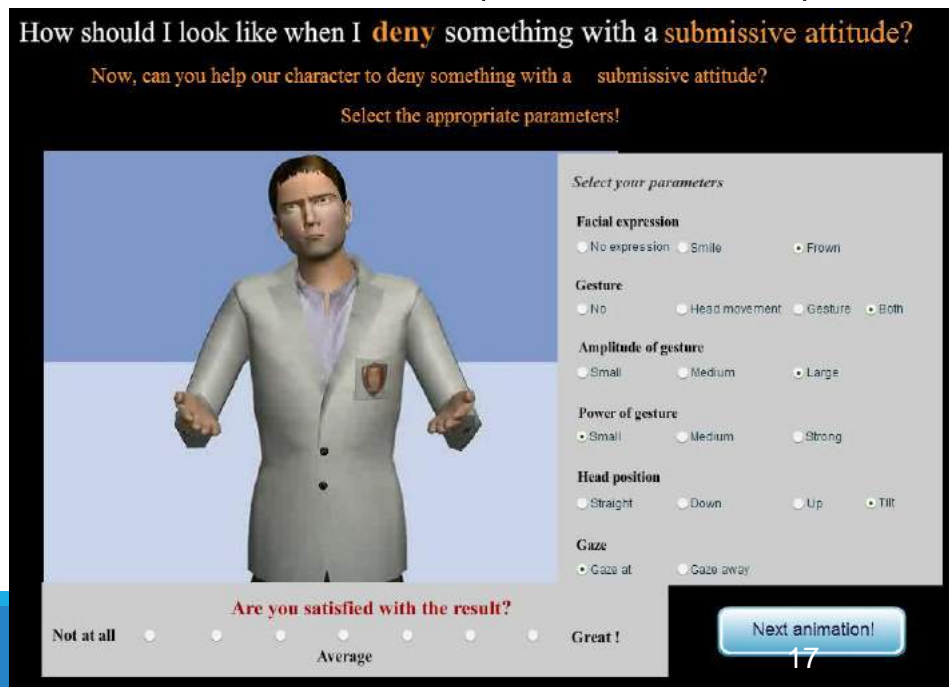 How should I look like when I deny something with a submissive attitude?
Now, can you help our character to deny something with a submissive attitude?
Select the appropriate parameters!
Select your parameters
Facial expression
No expression Smile Frown
Gesture
No Head movement Gesture Both
Amplitude of gesture
Small Medium Large
Power of gesture
Small Medium Strong
Head position
Straight Down Up Tilt
Gaze
Gaze at Gaze away
Are you satisfied with the result?
Not at all Great !
Average
Next animation!
17